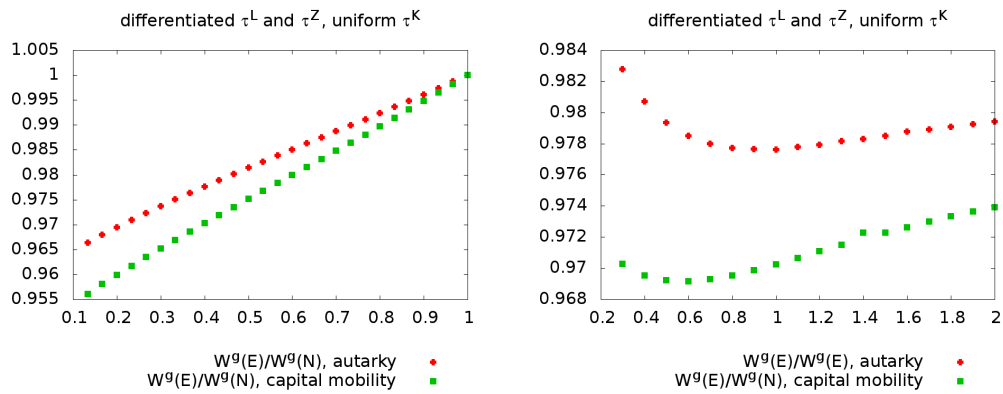 differentiated τᴸ and τᶻ, uniform τᴷ
1.005
1
0.995
0.99
0.985
0.98
0.975
0.97
0.965
0.96
0.955
0.1 0.2 0.3 0.4 0.5 0.6 0.7 0.8 0.9 1
Wᵍ(E)/Wᵍ(N), autarky
Wᵍ(E)/Wᵍ(N), capital mobility
differentiated τᴸ and τᶻ, uniform τᴷ
0.984
0.982
0.98
0.978
0.976
0.974
0.972
0.97
0.968
0.2 0.4 0.6 0.8 1 1.2 1.4 1.6 1.8 2
Wᵍ(E)/Wᵍ(E), autarky
Wᵍ(E)/Wᵍ(N), capital mobility